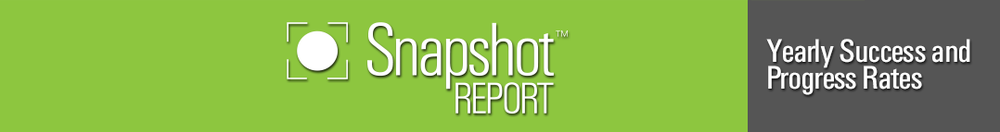 Snapshot™
REPORT
Yearly Success and
Progress Rates